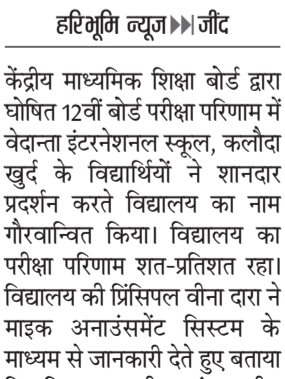 हरिभूमि न्यूज▶▶जींद
केंद्रीय माध्यमिक शिक्षा बोर्ड द्वारा
घोषित 12वीं बोर्ड परीक्षा परिणाम में
वेदान्ता इंटरनेशनल स्कूल, कलौदा
खुर्द के विद्यार्थियों ने शानदार
प्रदर्शन करते विद्यालय का नाम
गौरवान्वित किया। विद्यालय का
परीक्षा परिणाम शत-प्रतिशत रहा।
विद्यालय की प्रिंसिपल वीना दारा ने
माइक अनाउंसमेंट सिस्टम के
माध्यम से जानकारी देते हुए बताया